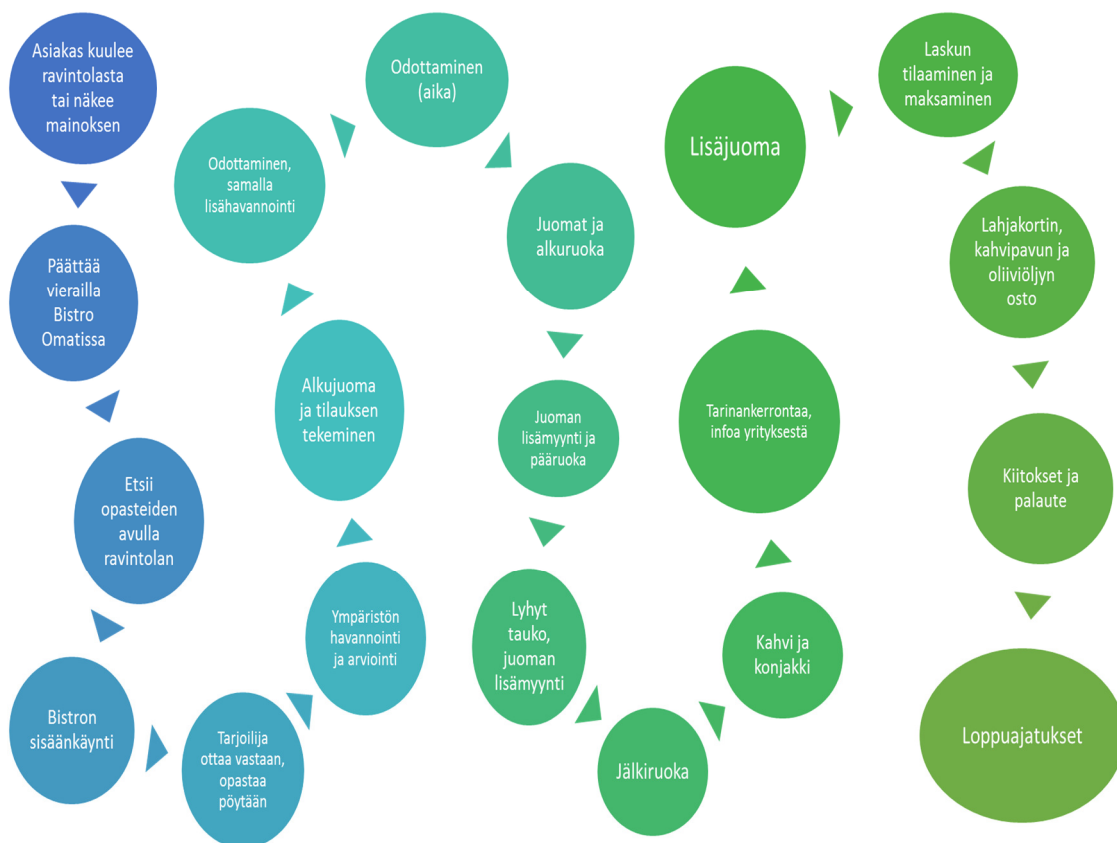 Asiakas kuulee
ravintolasta
tai näkee
mainoksen
Päättää
vierailla
Bistro
Omatissa
Etsii
opasteiden
avulla
ravintolan
Bistron
sisäänkäynti
Tarjoilija
ottaa vastaan,
opastaa
pöytään
Ympäristön
havannointi
ja arviointi
Alkujuoma
ja tilauksen
tekeminen
Odottaminen,
samalla
lisähavannointi
Odottaminen
(aika)
Juomat ja
alkuruoka
Juoman
lisämyynti ja
pääruoka
Lyhyt
tauko,
juoman
lisämyynti
Jälkiruoka
Kahvi ja
konjakki
Tarinankerrontaa,
infoa yrityksestä
Lisäjuoma
Laskun
tilaaminen ja
maksaminen
Lahjakortin,
kahvipavun ja
oliiviöljyn
osto
Kiitokset ja
palaute
Loppuajatukset